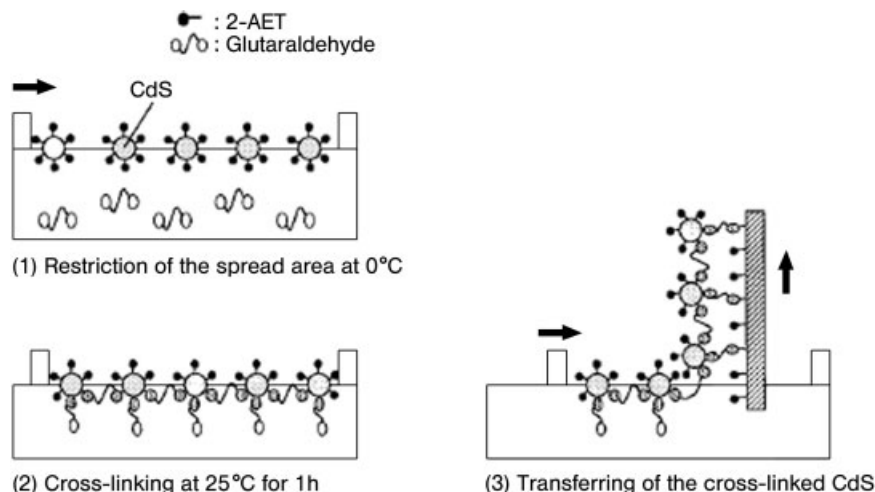 : 2-AET
: Glutaraldehyde
CdS
(1) Restriction of the spread area at 0°C
(2) Cross-linking at 25°C for 1h
(3) Transferring of the cross-linked CdS